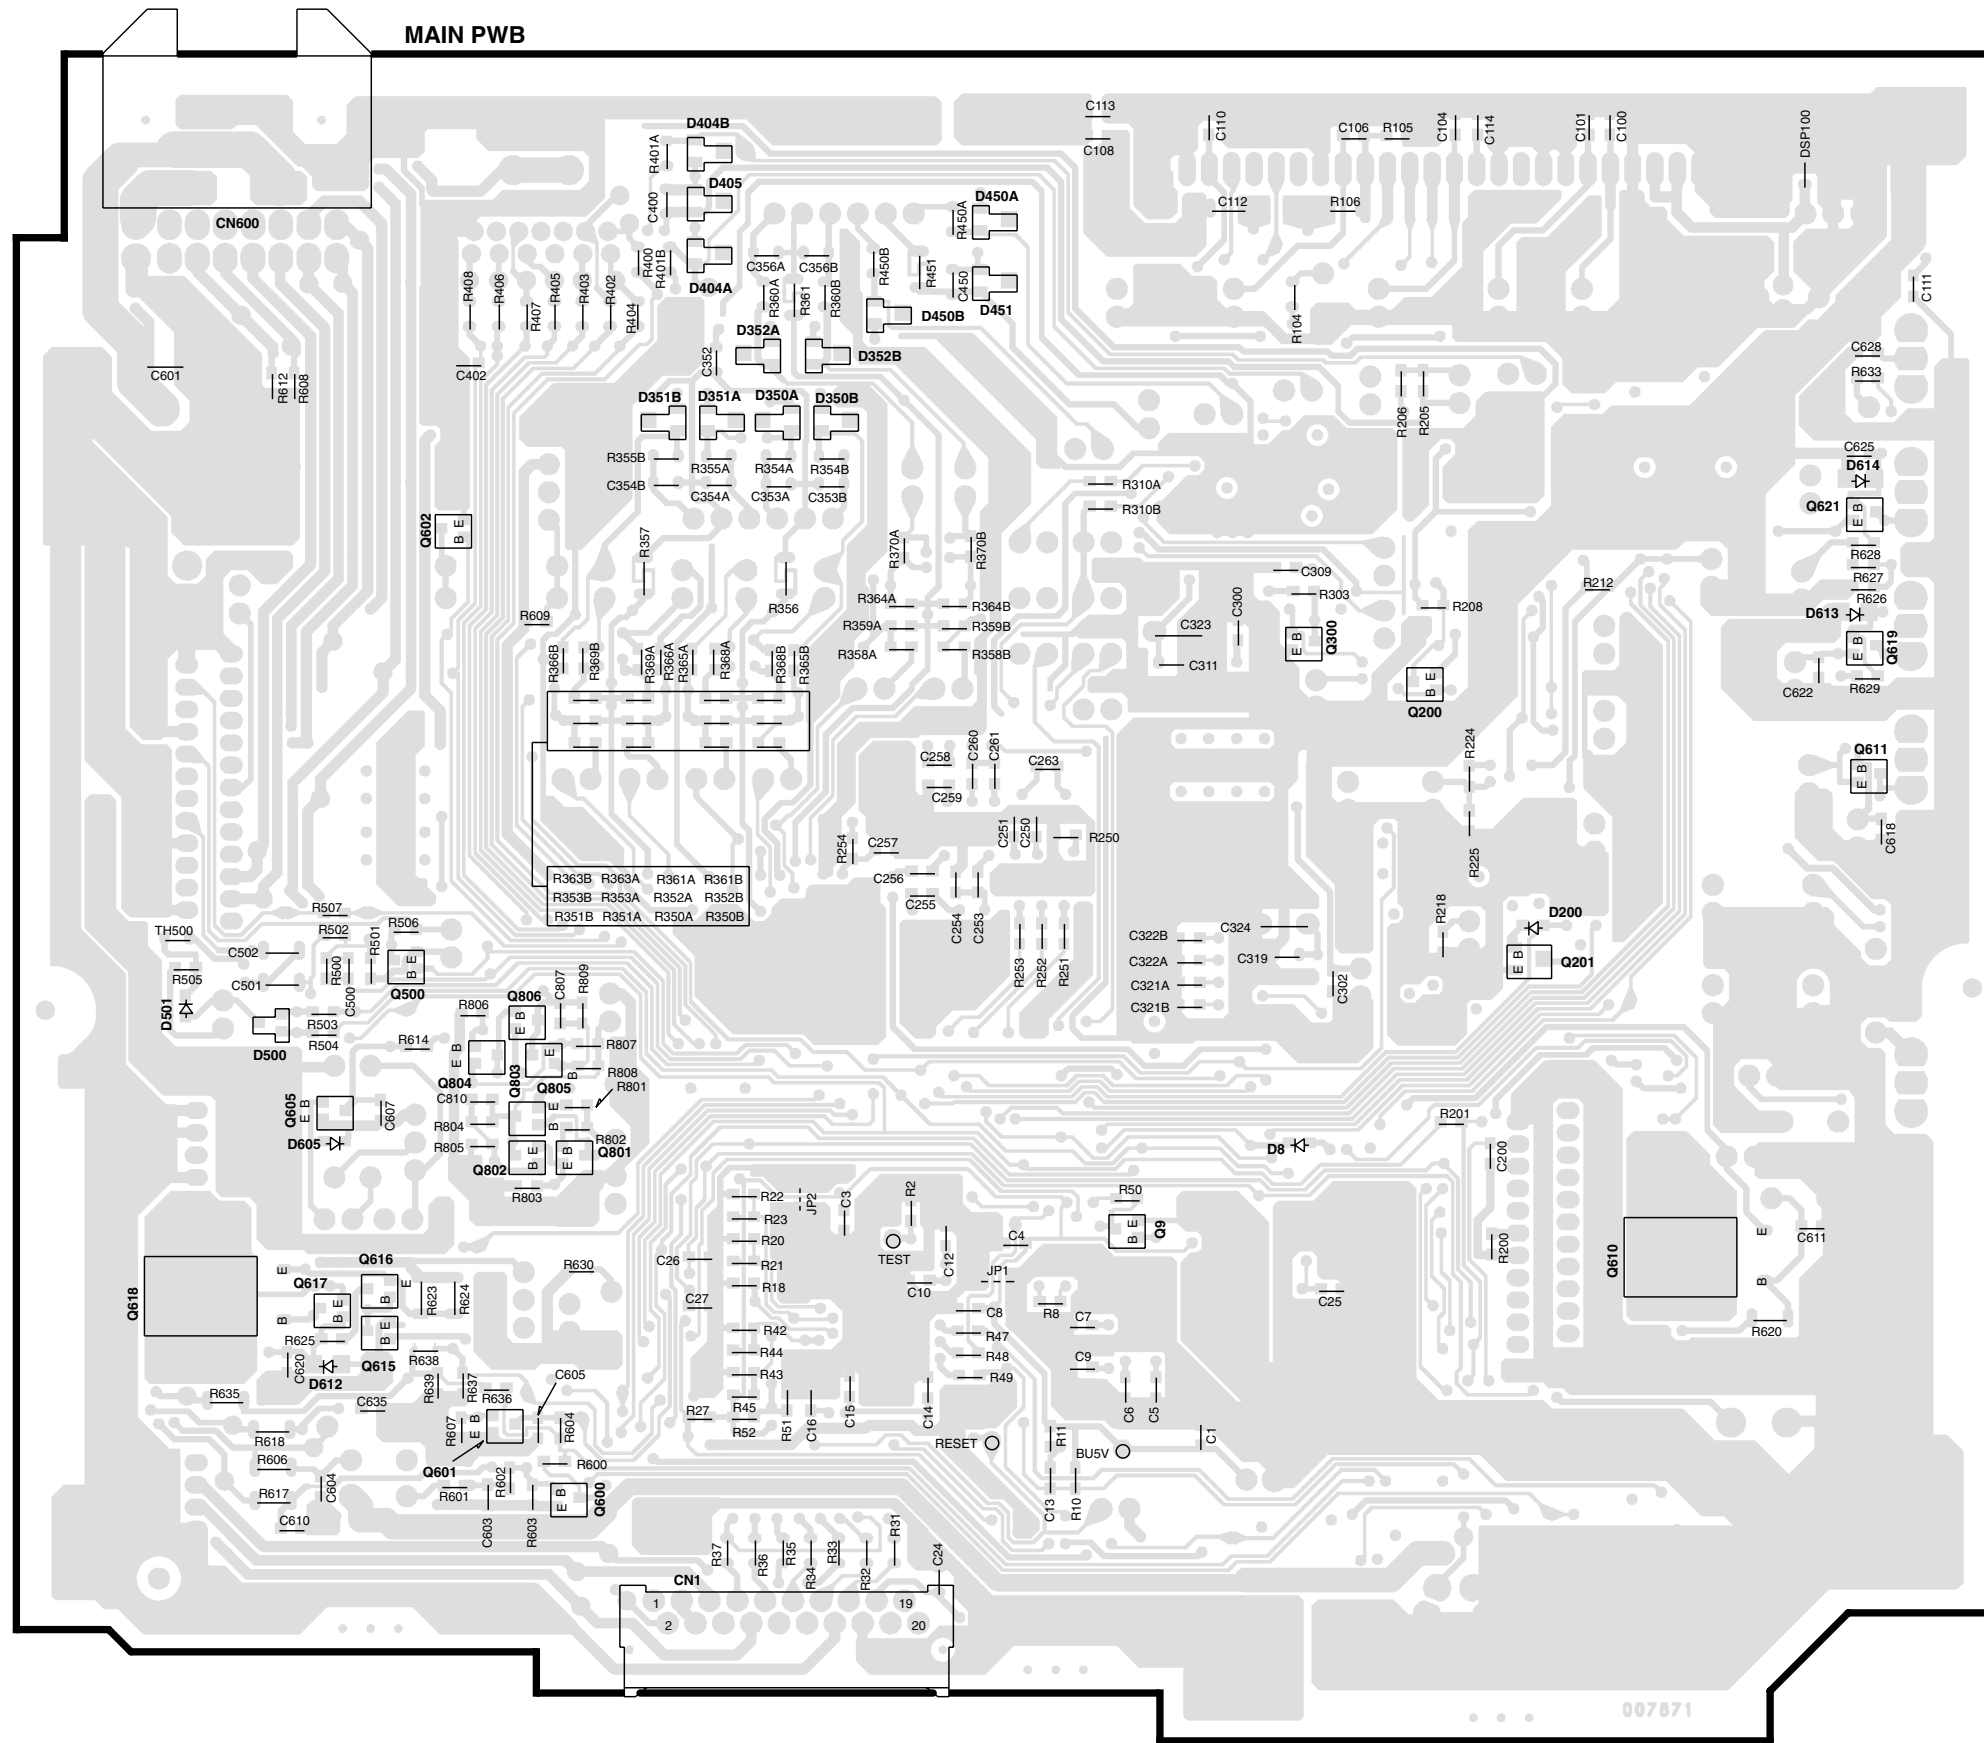 MAIN PWB
C113
D404B
C110
C106 R105
C104
C114
C101
C100
DSP100
R401A
C108
D405
C400
D450A
CN600
R450A
C112
R106
R400
R401B
C356A
C356B
R450B
R451
C450
R408
R406
R407
R405
R403
R402
R404
D404A
R360A
R361
R360B
D450B
D451
R104
C111
D352A
C352
D352B
C628
C601
R612
R608
C402
R633
D351B
D351A
D350A
D350B
R206
R205
R355B
R355A
R354A
R354B
C625
D614
C354B
C354A
C353A
C353B
R310A
R310B
Q621
B
E
Q602
E
B
R357
R370A
R370B
C309
R628
R627
R212
R356
R364A
R364B
R303
R208
R626
D613
R609
R359A
R359B
C323
C300
B
E
Q300
B
E
Q619
R366B
R369B
R369A
R366A
R365A
R368A
R368B
R365B
R358A
R358B
C311
E
B
C622
R629
Q200
C258
C260
C261
C263
R224
Q611
B
E
C259
R254
C257
C251
C250
R250
R225
C618
C256
R363B R363A R361A R361B
R353B R353A R352A R352B
R351B R351A R350A R350B
C255
C254
C253
R507
R502
R506
TH500
R501
R218
D200
C322B
C324
C502
R505
R500
C500
E
B
C322A
C319
B
E
Q201
C501
Q500
R253
R252
R251
C321A
C302
D501
R806
Q806
C807
R809
C321B
R503
B
E
D500
R504
R614
E B
E
R807
Q804
Q803
Q805
B
R808
R801
Q605
E B
C607
C810
E
R804
B
R201
D605
R805
R802
D8
C200
Q802
E
B
B
E
Q801
R803
R22
JP2
C3
R2
R50
R23
Q9
E
B
R20
TEST
C12
C4
R200
Q610
E
C611
C26
R21
Q616
R630
E
Q617
E
R18
C10
JP1
B
Q618
B
E
B
R623
R624
C27
C8
R8
C25
B
R625
E
B
R42
R47
C7
R620
C620
R638
R44
R48
Q615
D612
R639
R637
C605
R43
C9
R49
R635
C635
R636
R27
R45
R51
C16
C15
C14
C6
C5
R618
R607
E B
R604
R52
RESET
R11
BU5V
C1
R606
Q601
R602
R600
R617
C604
R601
B
E
Q600
C13
R10
C610
C603
R603
R37
R36
R35
R34
R33
R32
R31
C24
CN1
1
19
2
20
007871